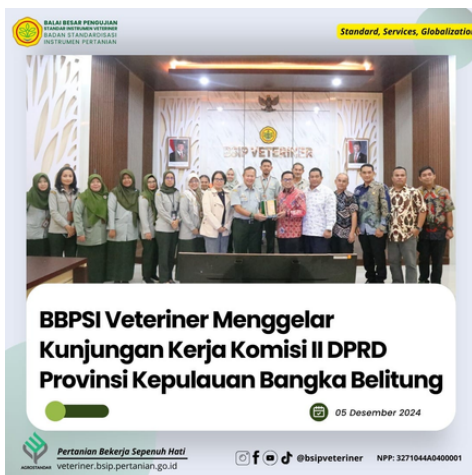 BALAI BESAR PENGUJIAN
STANDAR INSTRUMEN VETERINER
BADAN STANDARDISASI
INSTRUMEN PERTANIAN
Standard, Services, Globalization
BSIP VETERINER
BBPSI Veteriner Menggelar
Kunjungan Kerja Komisi II DPRD
Provinsi Kepulauan Bangka Belitung
05 Desember 2024
AGROSTANDAR
Pertanian Bekerja Sepenuh Hati
veteriner.bsip.pertanian.go.id
@bsipveteriner
NPP: 3271044A0400001